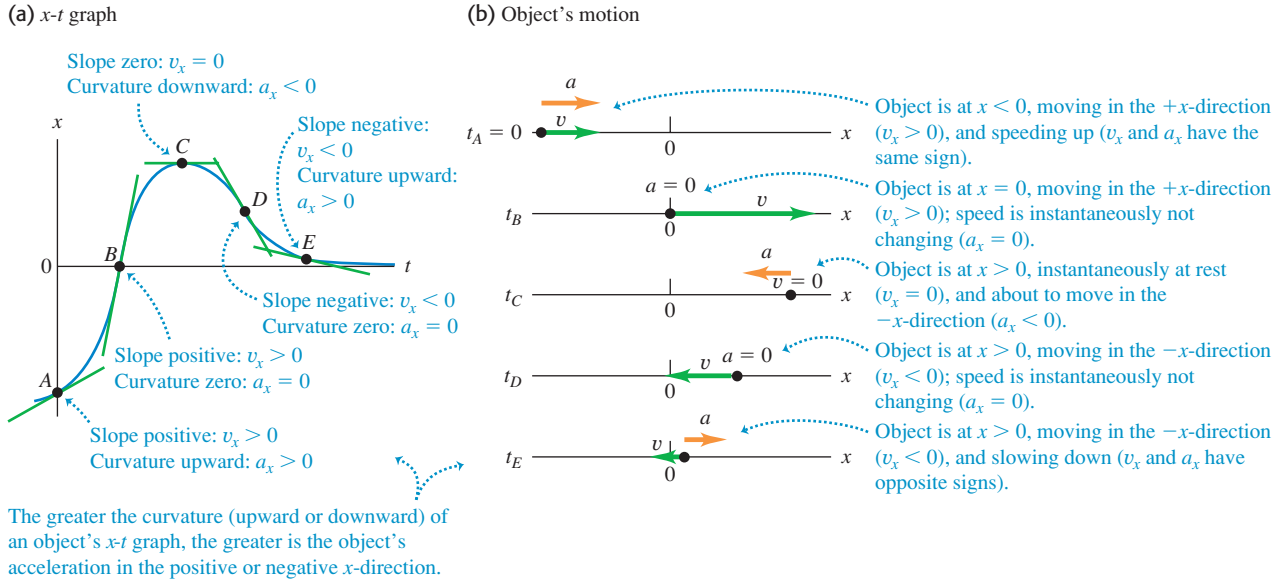 (a) x-t graph
Slope zero: vₓ = 0
Curvature downward: aₓ < 0
x
Slope negative:
vₓ < 0
Curvature upward:
aₓ > 0
C
D
B
E
0
t
Slope negative: vₓ < 0
Curvature zero: aₓ = 0
Slope positive: vₓ > 0
Curvature zero: aₓ = 0
A
Slope positive: vₓ > 0
Curvature upward: aₓ > 0
The greater the curvature (upward or downward) of
an object's x-t graph, the greater is the object's
acceleration in the positive or negative x-direction.
(b) Object's motion
a
v
t_A = 0
x
0
Object is at x < 0, moving in the +x-direction
(vₓ > 0), and speeding up (vₓ and aₓ have the
same sign).
a = 0
v
t_B
x
0
Object is at x = 0, moving in the +x-direction
(vₓ > 0); speed is instantaneously not
changing (aₓ = 0).
a
v = 0
t_C
x
0
Object is at x > 0, instantaneously at rest
(vₓ = 0), and about to move in the
−x-direction (aₓ < 0).
v a = 0
t_D
x
0
Object is at x > 0, moving in the −x-direction
(vₓ < 0); speed is instantaneously not
changing (aₓ = 0).
a
v
t_E
x
0
Object is at x > 0, moving in the −x-direction
(vₓ < 0), and slowing down (vₓ and aₓ have
opposite signs).